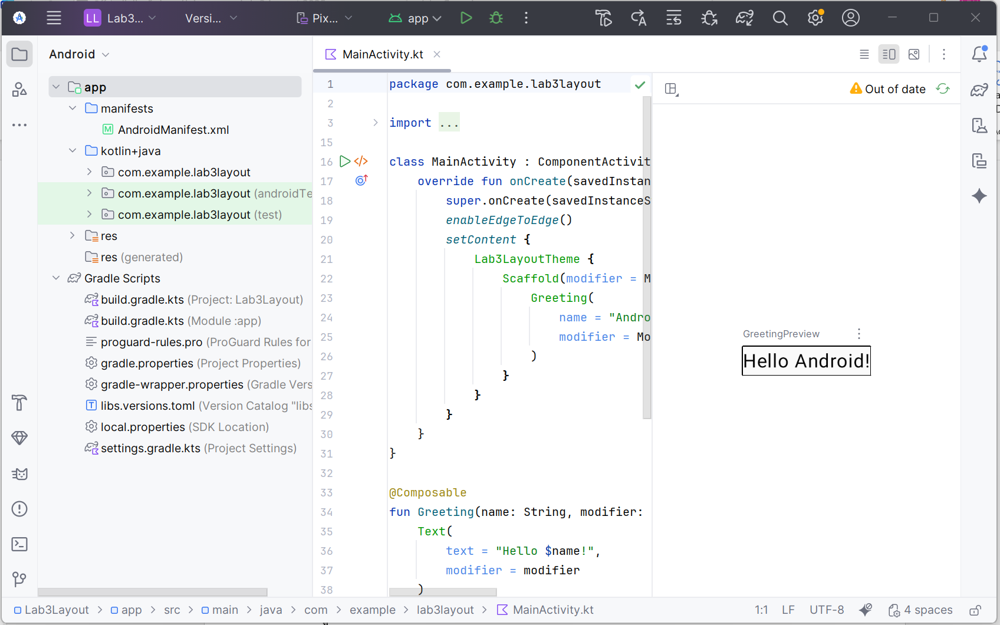 LL Lab3... Versi... Pix... app
Android
MainActivity.kt
app
manifests
M AndroidManifest.xml
kotlin+java
com.example.lab3layout
com.example.lab3layout (androidTe
com.example.lab3layout (test)
res
res (generated)
Gradle Scripts
build.gradle.kts (Project: Lab3Layout)
build.gradle.kts (Module :app)
proguard-rules.pro (ProGuard Rules for
gradle.properties (Project Properties)
gradle-wrapper.properties (Gradle Vers
T libs.versions.toml (Version Catalog "libs
local.properties (SDK Location)
settings.gradle.kts (Project Settings)
1 package com.example.lab3layout
2
3 import ...
15
16 class MainActivity : ComponentActivit
17 override fun onCreate(savedInstan
18 super.onCreate(savedInstanceS
19 enableEdgeToEdge()
20 setContent {
21 Lab3LayoutTheme {
22 Scaffold(modifier = M
23 Greeting(
24 name = "Andro
25 modifier = Mo
26 )
27 }
28 }
29 }
30 }
31 }
32
33 @Composable
34 fun Greeting(name: String, modifier:
35 Text(
36 text = "Hello $name!",
37 modifier = modifier
38 )
Out of date
GreetingPreview
Hello Android!
Lab3Layout > app > src > main > java > com > example > lab3layout > MainActivity.kt
1:1 LF UTF-8 4 spaces